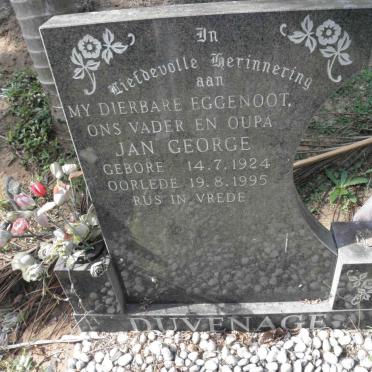 In
Liefdevolle Herinnering
aan
MY DIERBARE EGGENOOT,
ONS VADER EN OUPA
JAN GEORGE
GEBORE 14.7.1924
OORLEDE 19.8.1995
RUS IN VREDE
DUVENAGE